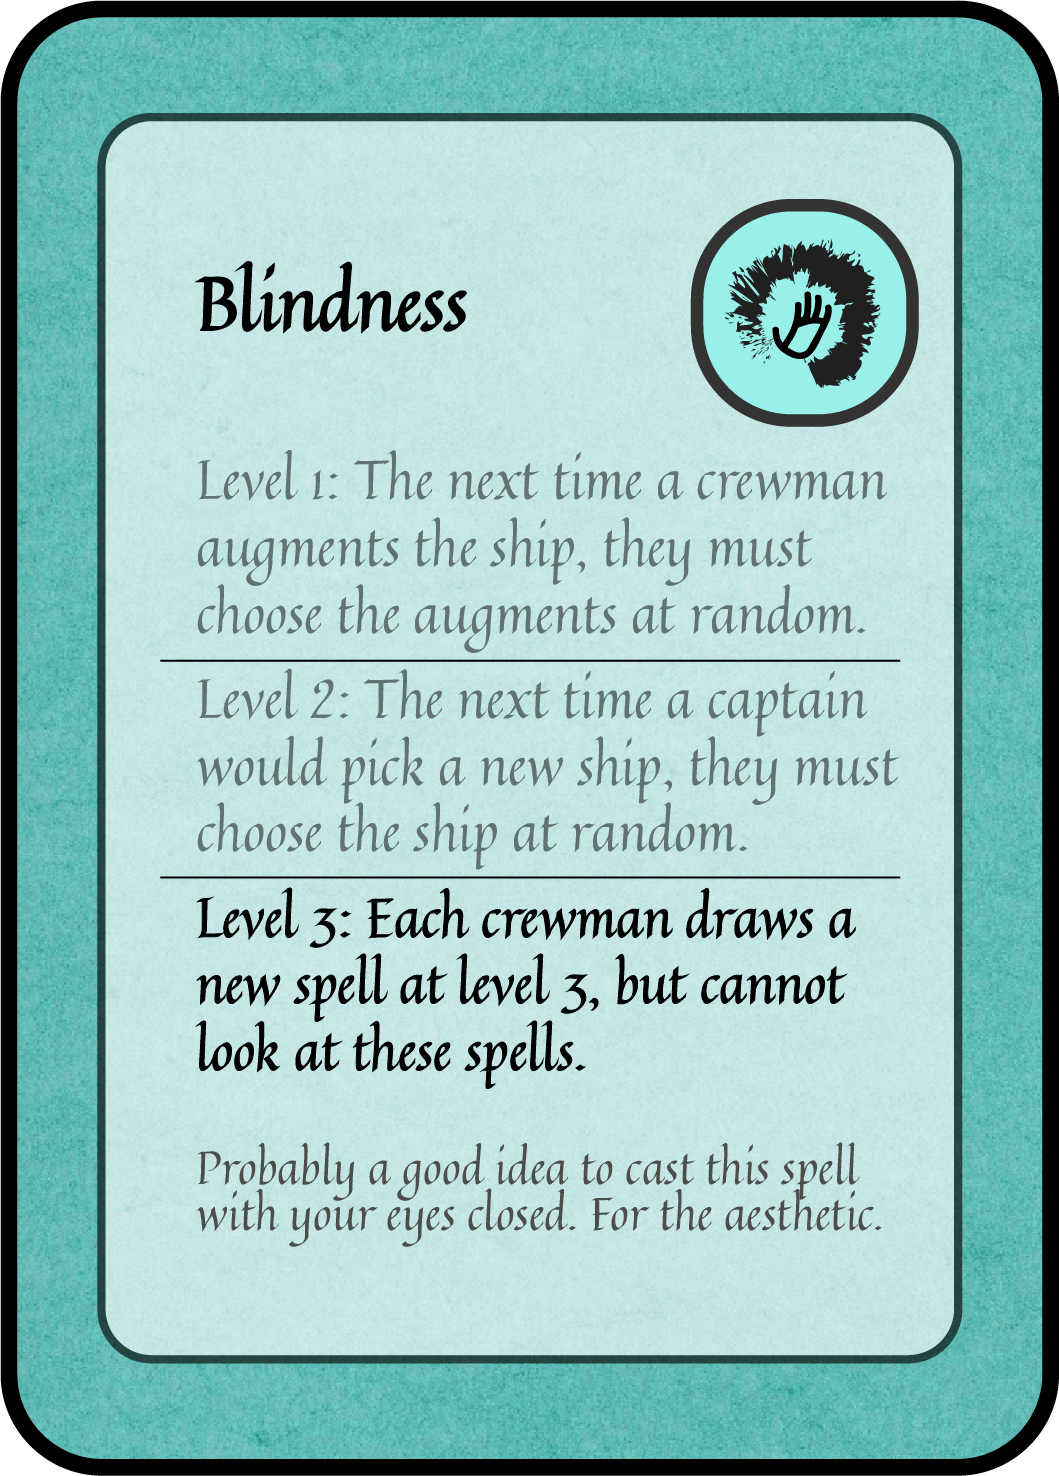 Blindness
Level 1: The next time a crewman
augments the ship, they must
choose the augments at random.
Level 2: The next time a captain
would pick a new ship, they must
choose the ship at random.
Level 3: Each crewman draws a
new spell at level 3, but cannot
look at these spells.
Probably a good idea to cast this spell
with your eyes closed. For the aesthetic.